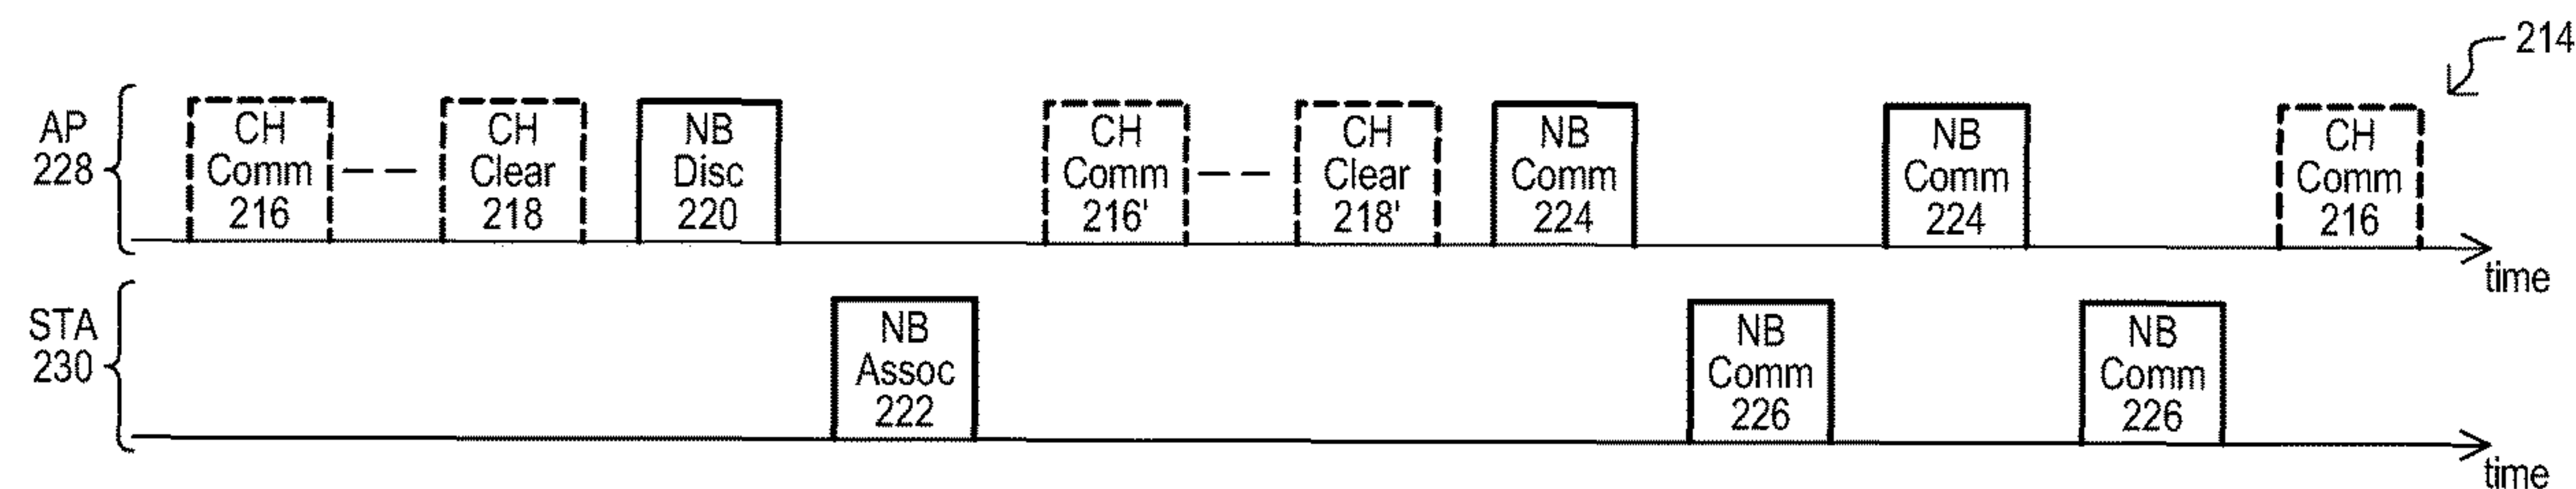 214
AP
228
CH
Comm
216
CH
Clear
218
NB
Disc
220
CH
Comm
216'
CH
Clear
218'
NB
Comm
224
NB
Comm
224
CH
Comm
216
time
STA
230
NB
Assoc
222
NB
Comm
226
NB
Comm
226
time